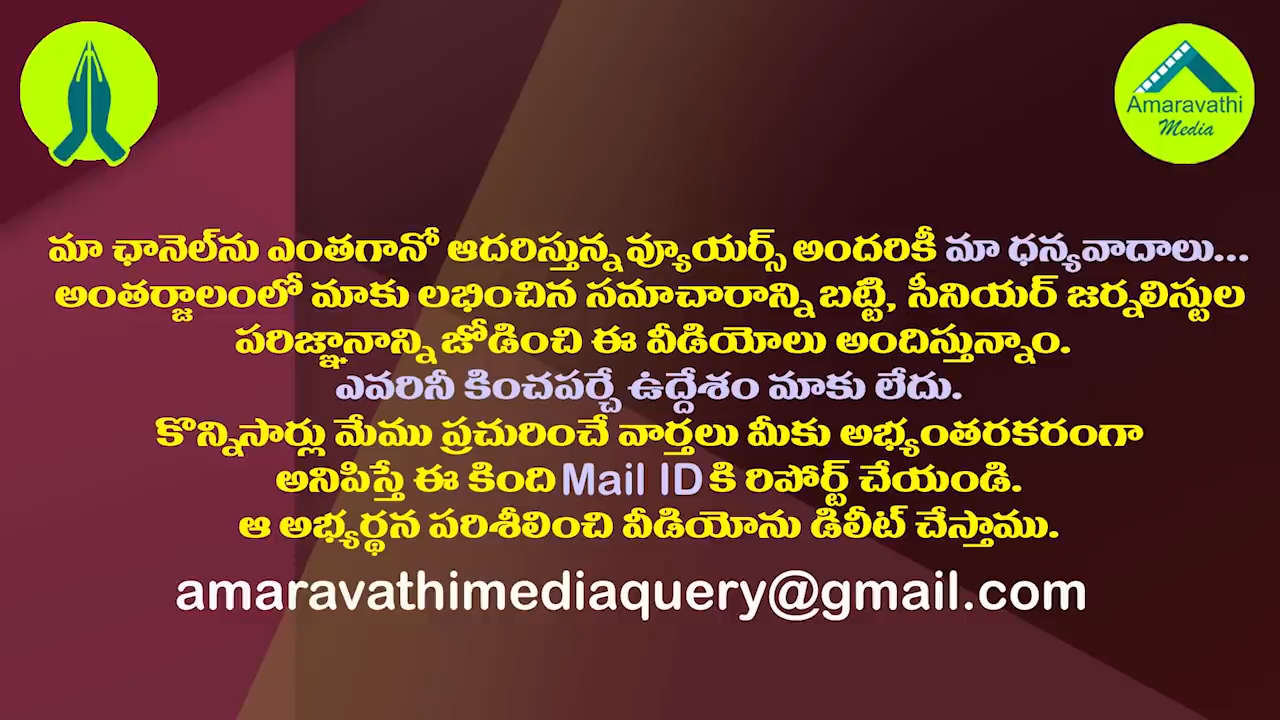 Amaravathi
Media
మా ఛానెల్‌ను ఎంతగానో ఆదరిస్తున్న వ్యూయర్స్ అందరికీ మా ధన్యవాదాలు...
అంతర్జాలంలో మాకు లభించిన సమాచారాన్ని బట్టి, సీనియర్ జర్నలిస్టుల
పరిజ్ఞానాన్ని జోడించి ఈ వీడియోలు అందిస్తున్నాం.
ఎవరినీ కించపర్చే ఉద్దేశం మాకు లేదు.
కొన్నిసార్లు మేము ప్రచురించే వార్తలు మీకు అభ్యంతరకరంగా
అనిపిస్తే ఈ కింది Mail ID కి రిపోర్ట్ చేయండి.
ఆ అభ్యర్థన పరిశీలించి వీడియోను డిలీట్ చేస్తాము.
amaravathimediaquery@gmail.com